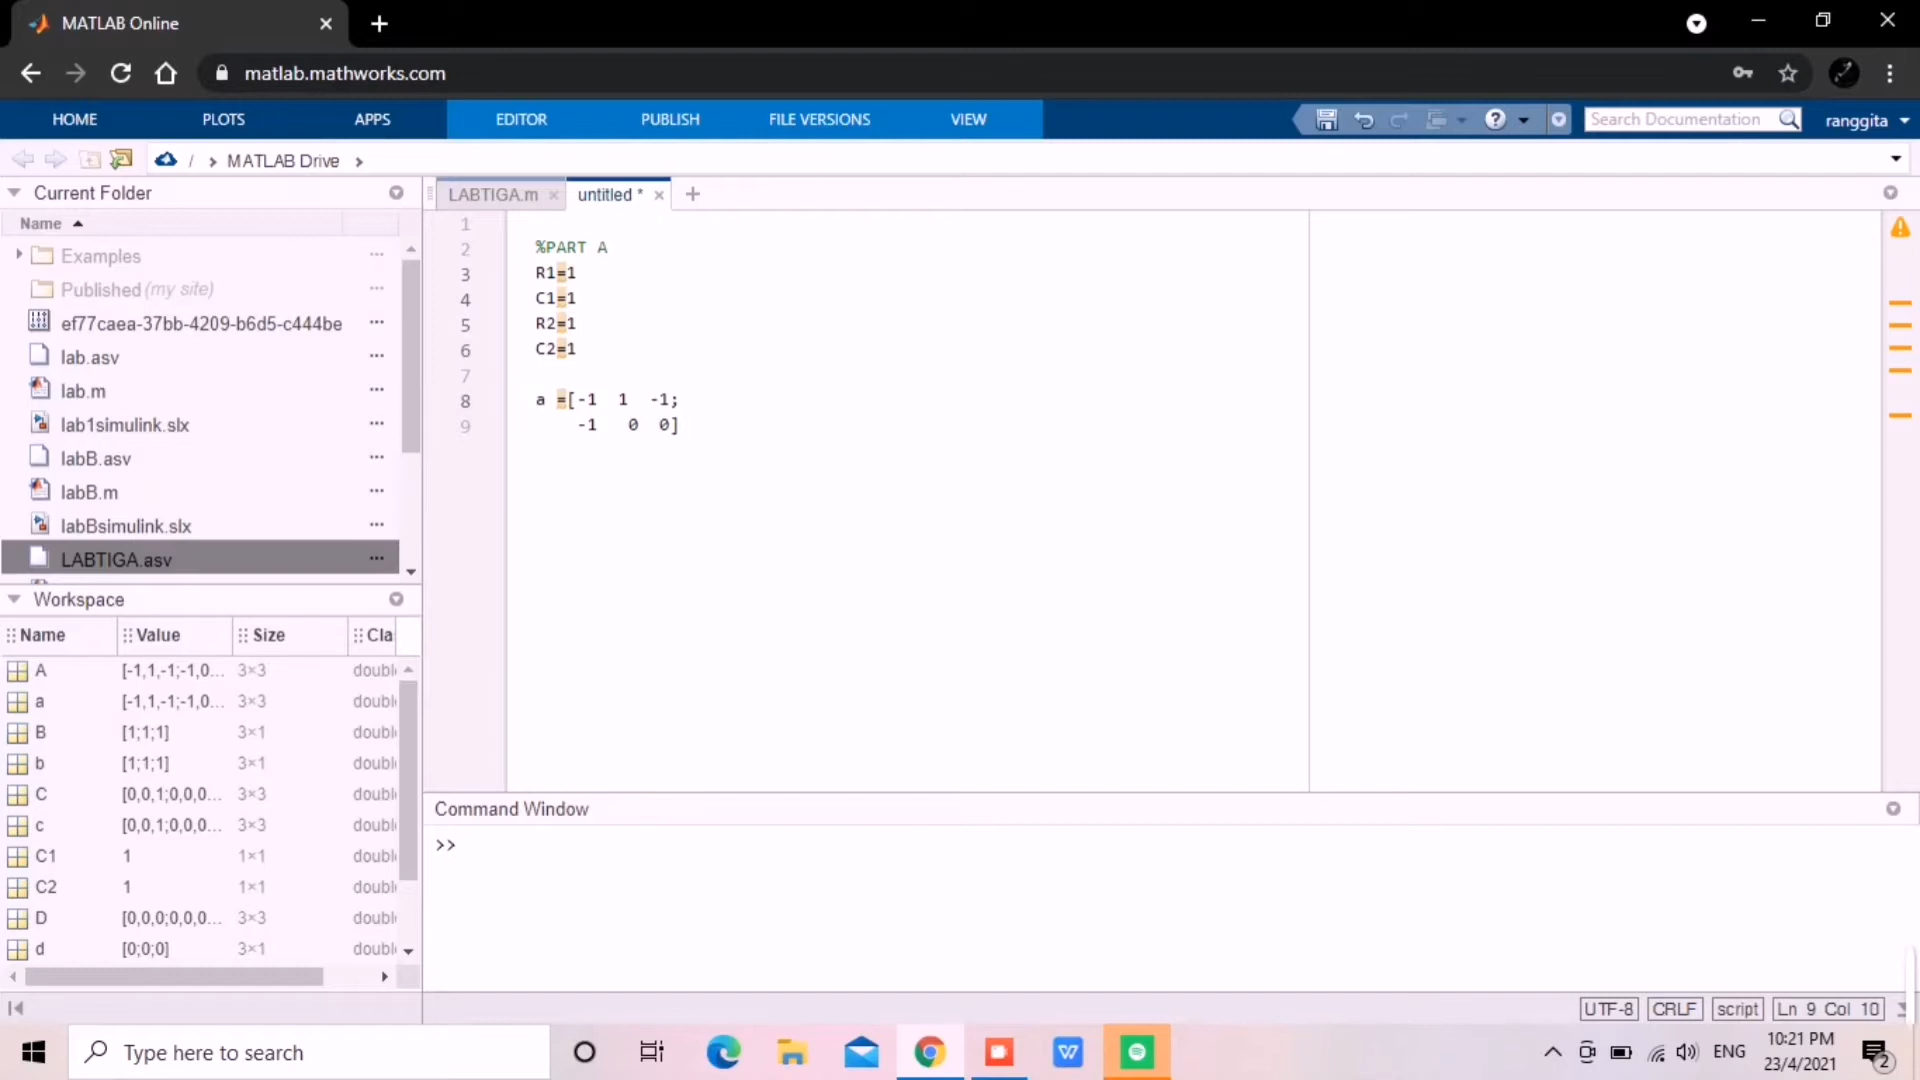 MATLAB Online
matlab.mathworks.com
HOME PLOTS APPS EDITOR PUBLISH FILE VERSIONS VIEW Search Documentation ranggita
/ > MATLAB Drive >
Current Folder
LABTIGA.m untitled *
Name
Examples
Published (my site)
ef77caea-37bb-4209-b6d5-c444be
lab.asv
lab.m
lab1simulink.slx
labB.asv
labB.m
labBsimulink.slx
LABTIGA.asv
1
2 %PART A
3 R1=1
4 C1=1
5 R2=1
6 C2=1
7
8 a =[-1 1 -1;
9 -1 0 0]
Workspace
Name Value Size Cla
A [-1,1,-1;-1,0... 3×3 doubl
a [-1,1,-1;-1,0... 3×3 doubl
B [1;1;1] 3×1 doubl
b [1;1;1] 3×1 doubl
C [0,0,1;0,0,0... 3×3 doubl
c [0,0,1;0,0,0... 3×3 doubl
C1 1 1×1 doubl
C2 1 1×1 doubl
D [0,0,0;0,0,0... 3×3 doubl
d [0;0;0] 3×1 doubl
Command Window
>>
UTF-8 CRLF script Ln 9 Col 10
Type here to search
ENG
10:21 PM
23/4/2021
2